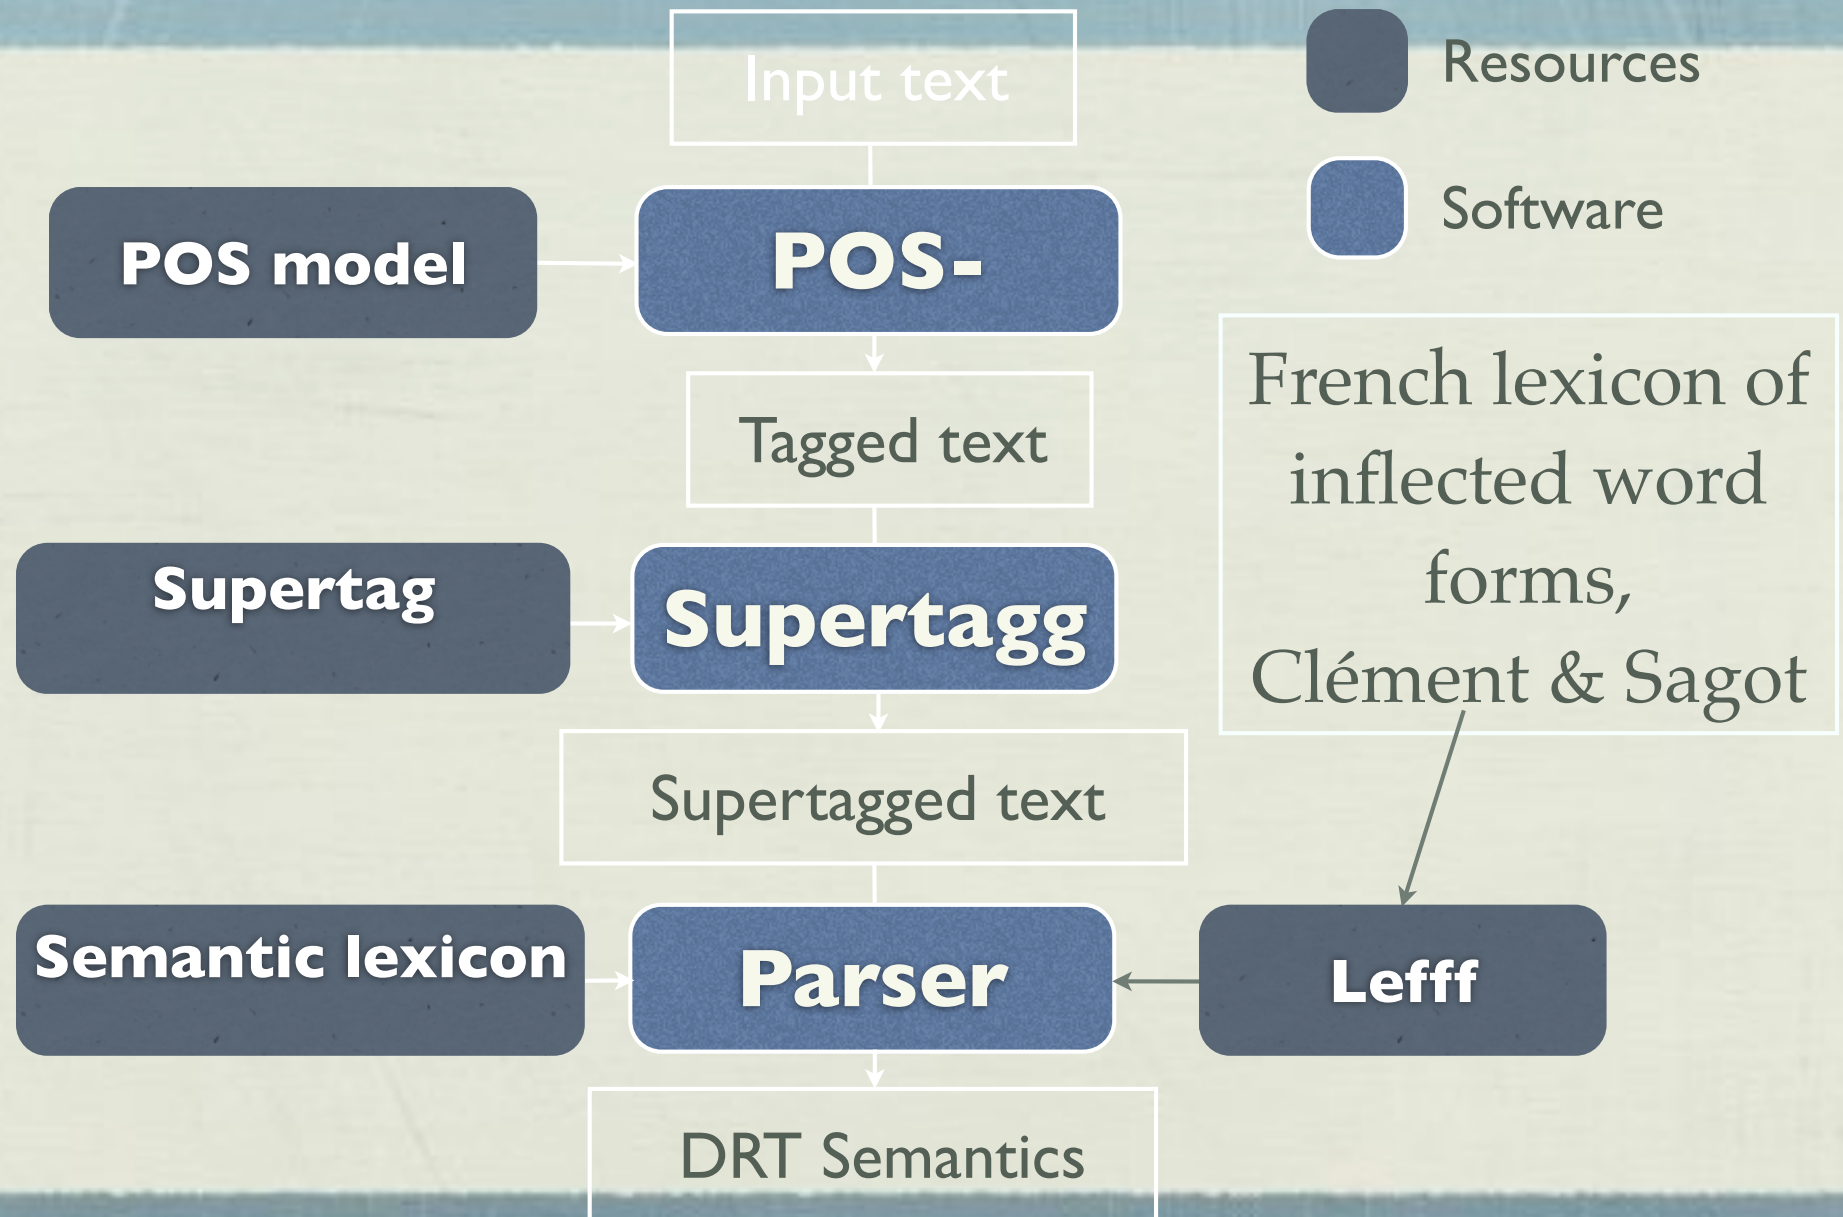 Input text
Resources
Software
POS model
POS-
Tagged text
French lexicon of
inflected word
forms,
Clément & Sagot
Supertag
Supertagg
Supertagged text
Semantic lexicon
Parser
Lefff
DRT Semantics